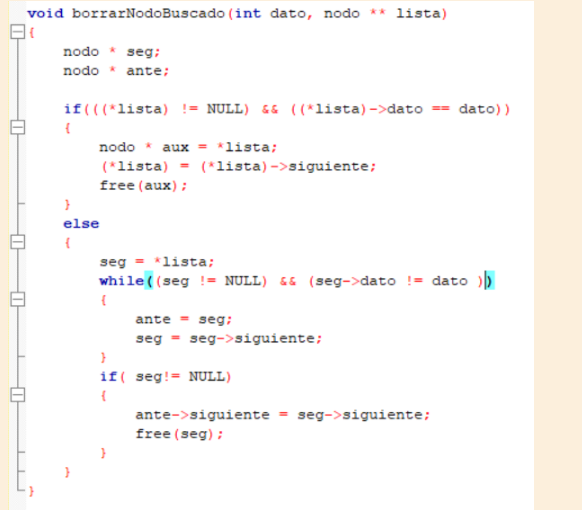 void borrarNodoBuscado(int dato, nodo ** lista)
{
nodo * seg;
nodo * ante;
if(((*lista) != NULL) && ((*lista)->dato == dato))
{
nodo * aux = *lista;
(*lista) = (*lista)->siguiente;
free(aux);
}
else
{
seg = *lista;
while((seg != NULL) && (seg->dato != dato ))
{
ante = seg;
seg = seg->siguiente;
}
if( seg!= NULL)
{
ante->siguiente = seg->siguiente;
free(seg);
}
}
}